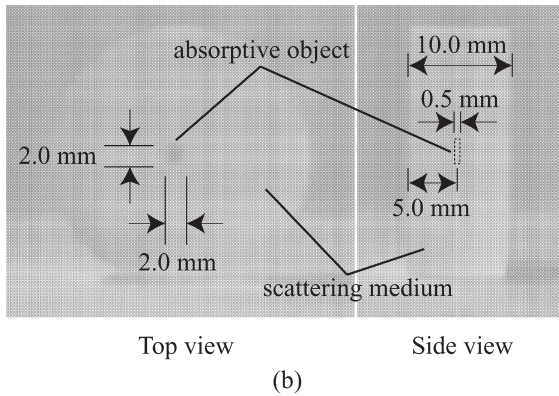 absorptive object
10.0 mm
0.5 mm
2.0 mm
5.0 mm
2.0 mm
scattering medium
Top view
Side view
(b)